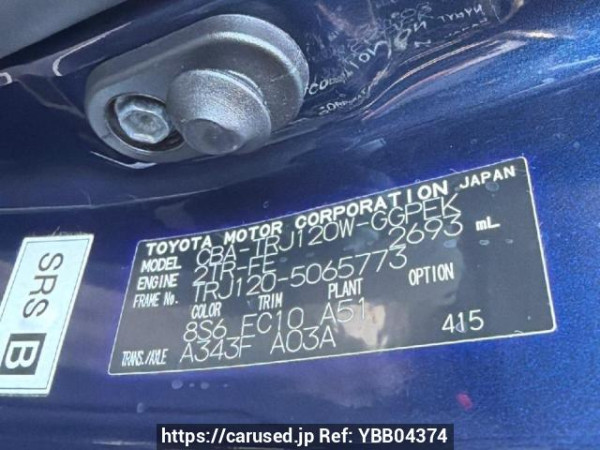 TOYOTA MOTOR CORPORATION JAPAN
MODEL CBA-TRJ120W-GGPEK
ENGINE 2TR-FE 2693 mL
FRAME No. TRJ120-5065773
COLOR TRIM PLANT OPTION
8S6 FC10 A51
TRANS./AXLE A343F A03A 415
SRS B
https://carused.jp Ref: YBB04374